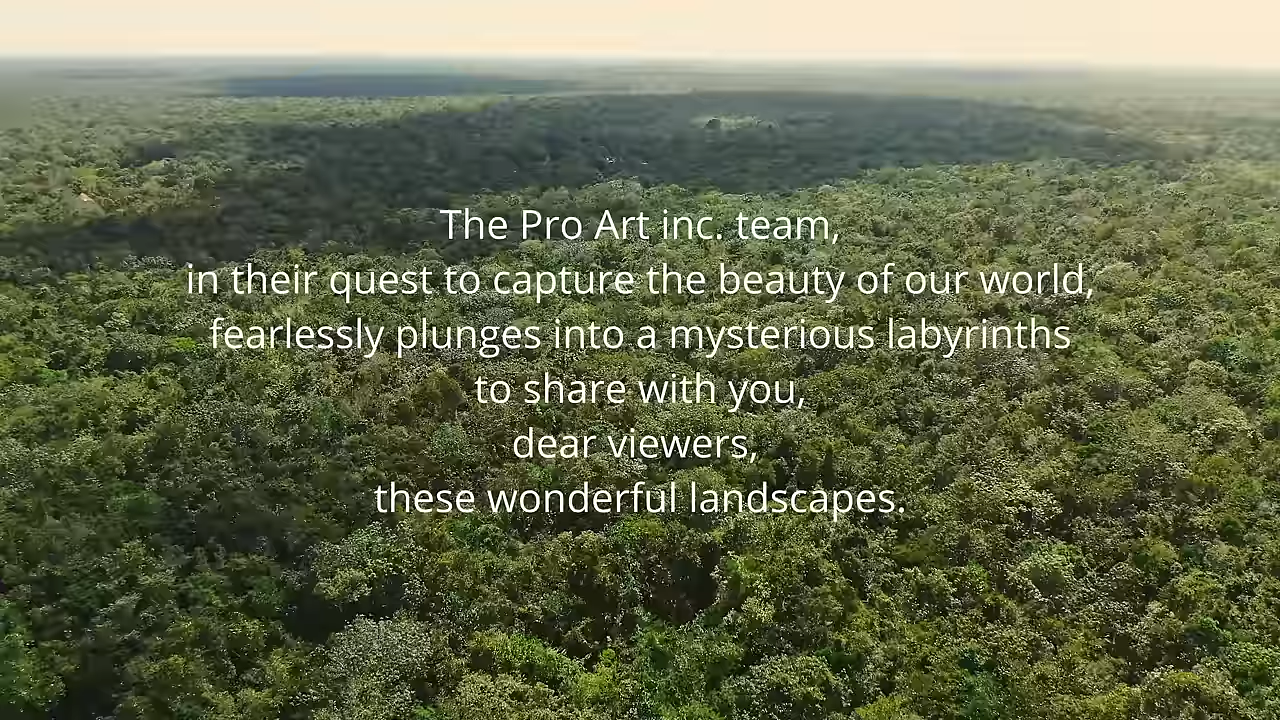 The Pro Art inc. team,
in their quest to capture the beauty of our world,
fearlessly plunges into a mysterious labyrinths
to share with you,
dear viewers,
these wonderful landscapes.